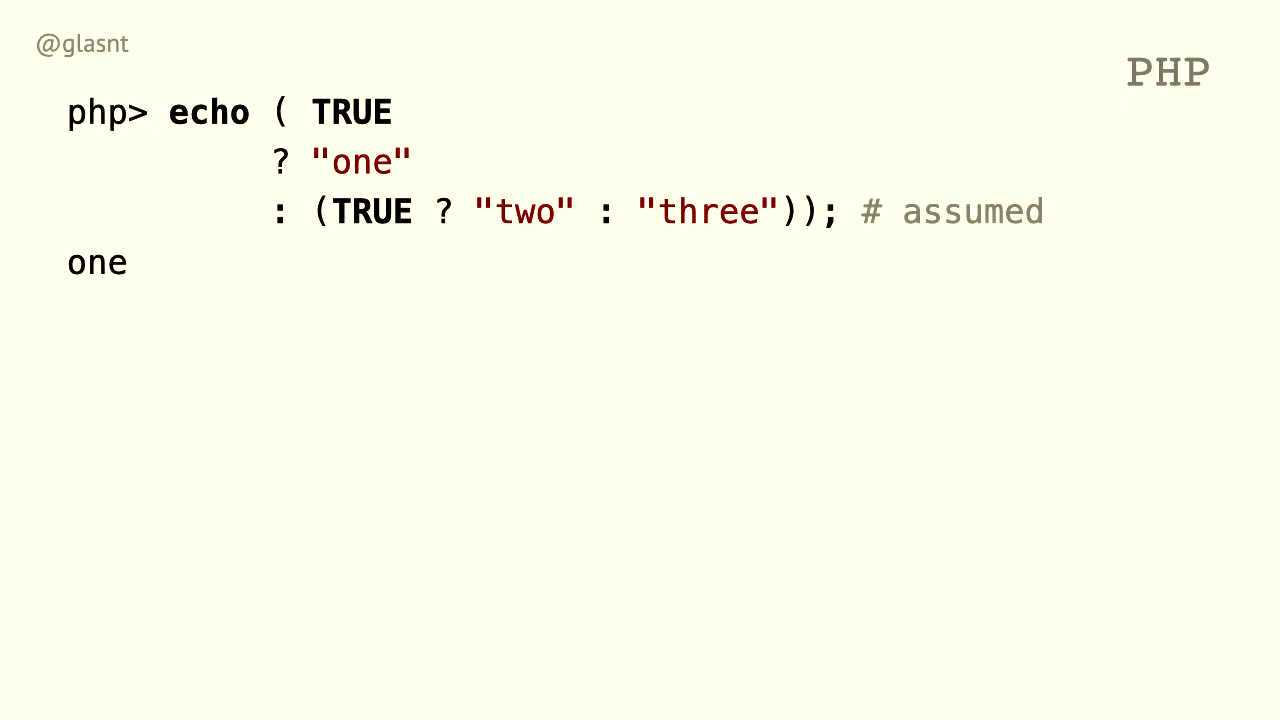 @glasnt
PHP
php> echo ( TRUE
? "one"
: (TRUE ? "two" : "three")); # assumed
one